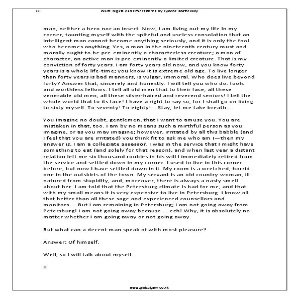 man, neither a hero nor an insect. Now, I am living out my life in my
corner, taunting myself with the spiteful and useless consolation that an
intelligent man cannot become anything seriously, and it is only the fool
who becomes anything. Yes, a man in the nineteenth century must and
morally ought to be pre-eminently a characterless creature; a man of
character, an active man is pre-eminently a limited creature. That is my
conviction of forty years. I am forty years old now, and you know forty
years is a whole life-time; you know it is extreme old age. To live longer
than forty years is bad manners, is vulgar, immoral. Who does live beyond
forty? Answer that, sincerely and honestly. I will tell you who do: fools
and worthless fellows. I tell all old men that to their face, all these
venerable old men, all these silver-haired and reverend seniors! I tell the
whole world that to its face! I have a right to say so, for I shall go on living
to sixty myself. To seventy! To eighty! ... Stay, let me take breath.
You imagine no doubt, gentlemen, that I want to amuse you. You are
mistaken in that, too. I am by no means such a mirthful person as you
imagine, or as you may imagine; however, irritated by all this babble (and
I feel that you are irritated) you think fit to ask me who am I—then my
answer is, I am a collegiate assessor. I was in the service that I might have
something to eat (and solely for that reason), and when last year a distant
relation left me six thousand roubles in his will I immediately retired from
the service and settled down in my corner. I used to live in this corner
before, but now I have settled down in it. My room is a wretched, horrid
one in the outskirts of the town. My servant is an old country-woman, ill-
natured from stupidity, and, moreover, there is always a nasty smell
about her. I am told that the Petersburg climate is bad for me, and that
with my small means it is very expensive to live in Petersburg. I know all
that better than all these sage and experienced counsellors and
monitors.... But I am remaining in Petersburg; I am not going away from
Petersburg! I am not going away because ... ech! Why, it is absolutely no
matter whether I am going away or not going away.
But what can a decent man speak of with most pleasure?
Answer: Of himself.
Well, so I will talk about myself.